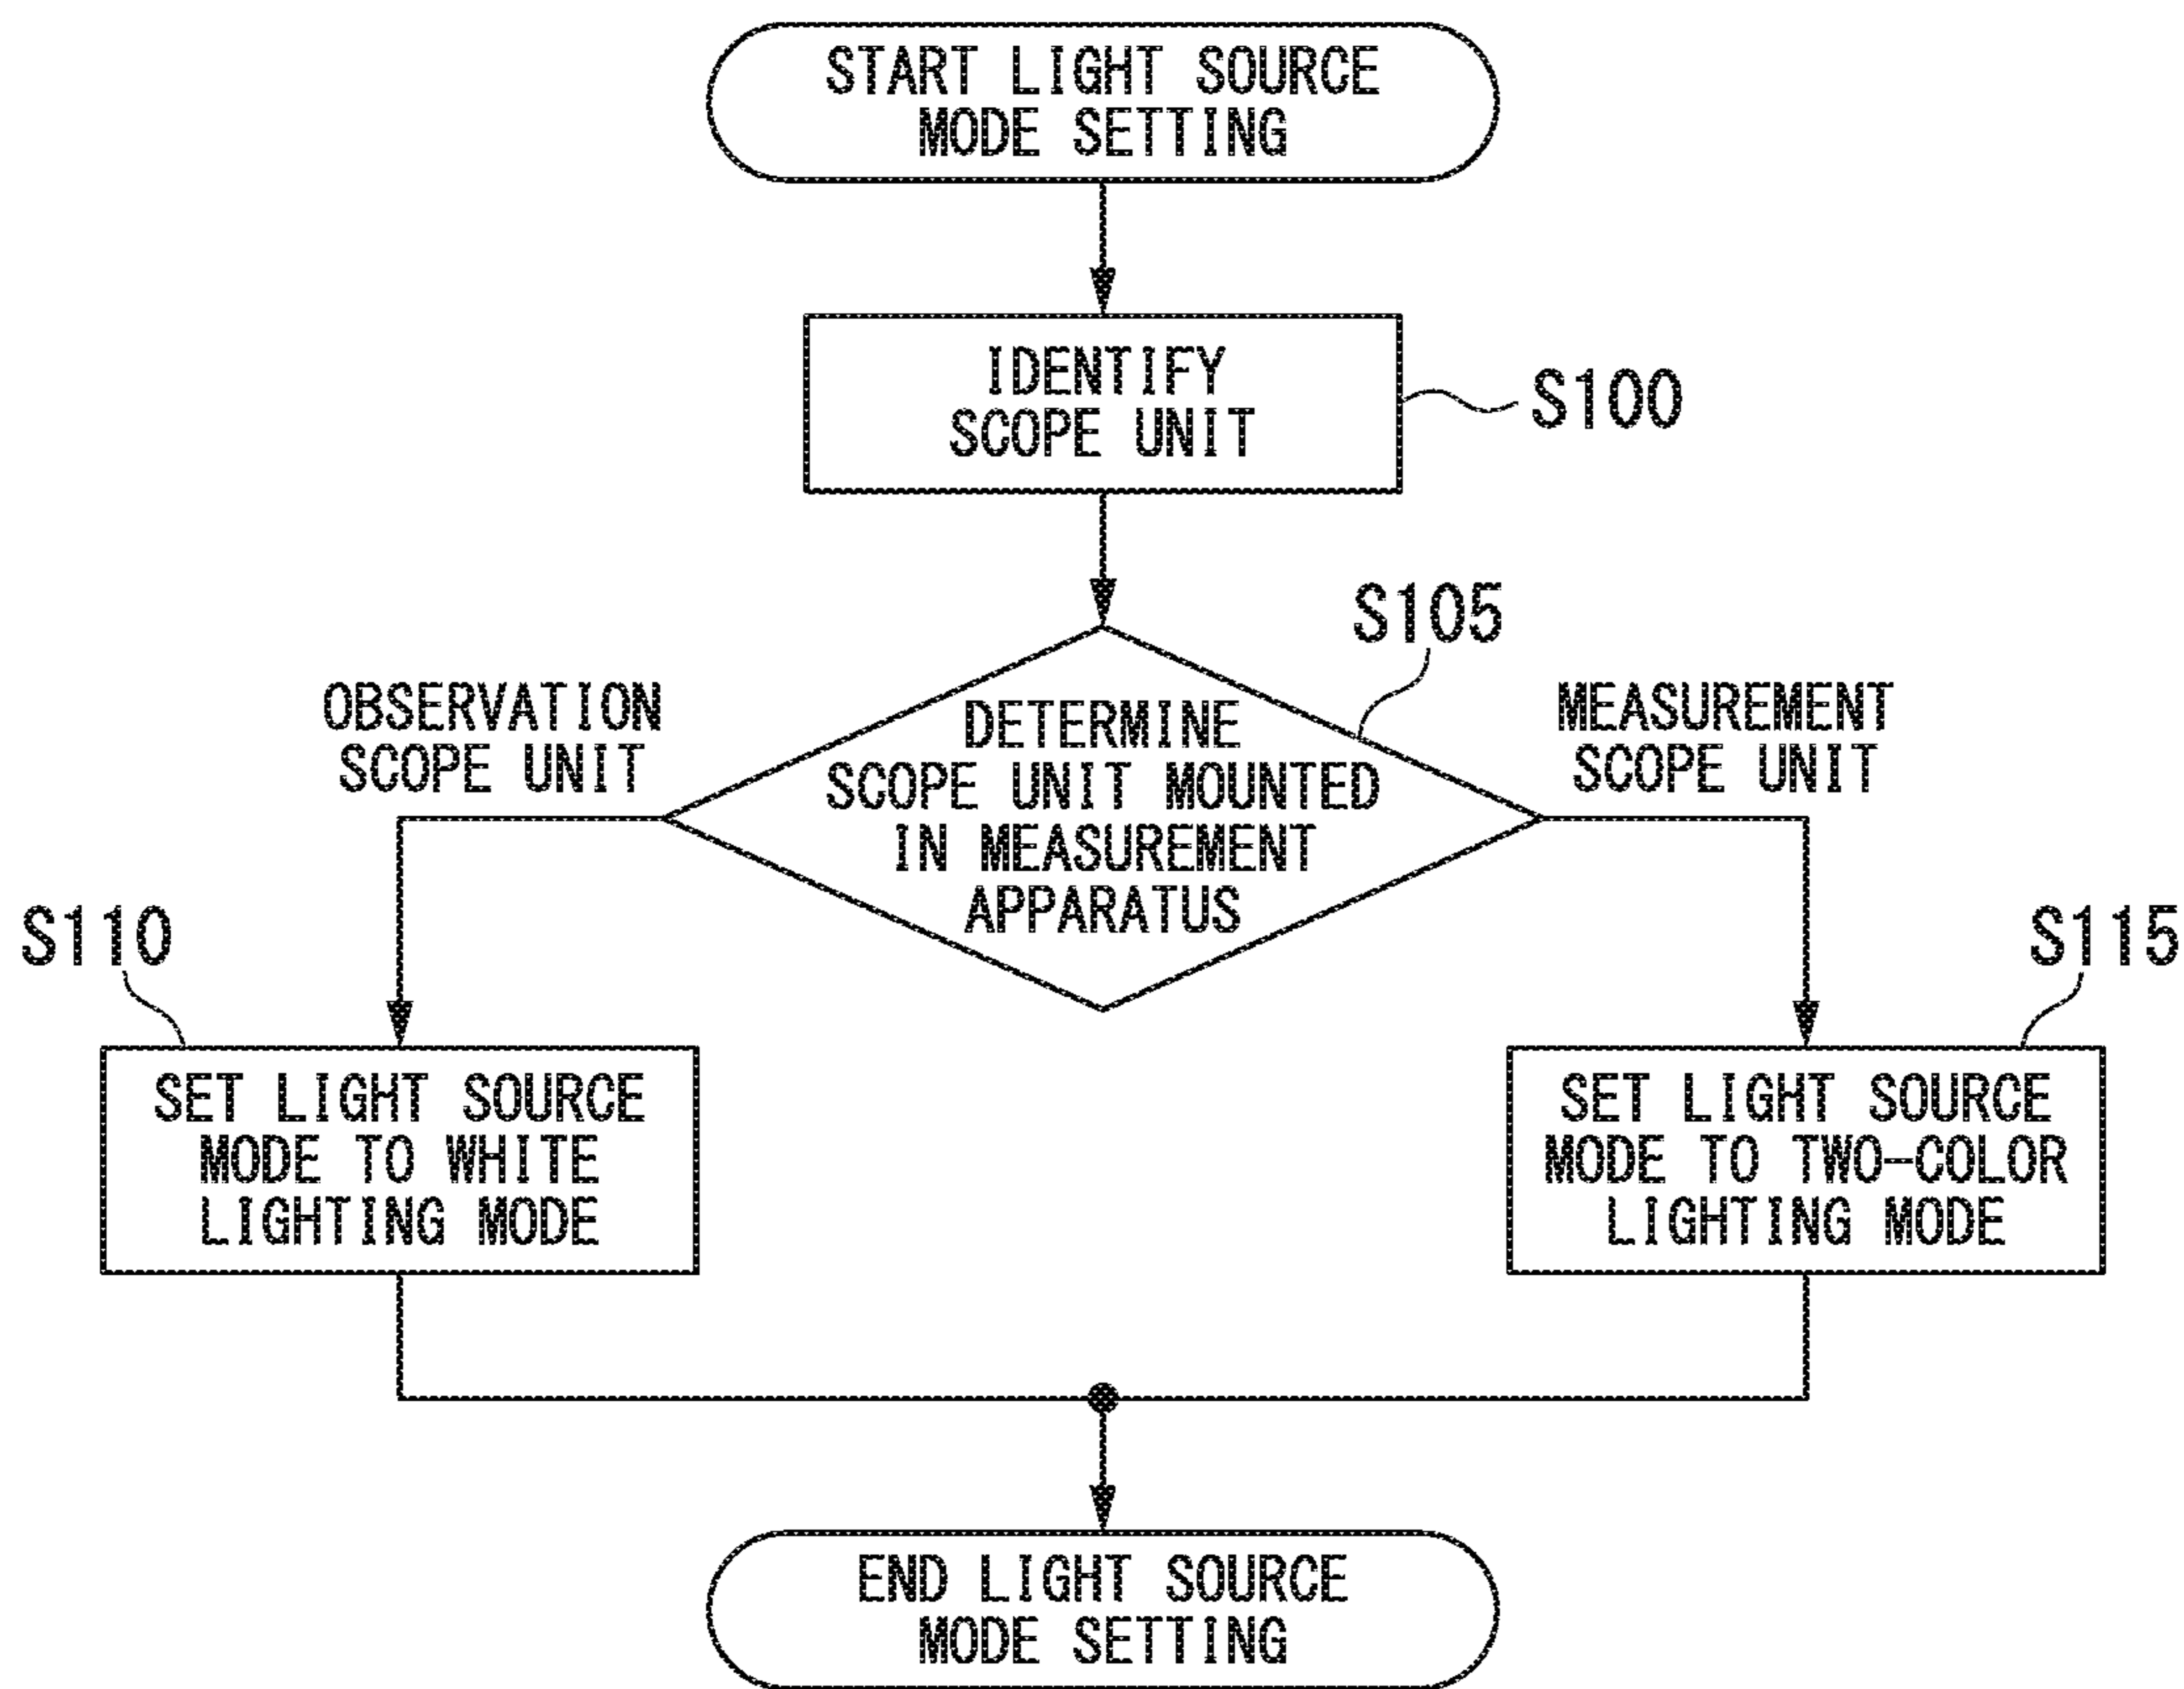 START LIGHT SOURCE
MODE SETTING
IDENTIFY
SCOPE UNIT
S100
S105
OBSERVATION
SCOPE UNIT
DETERMINE
SCOPE UNIT MOUNTED
IN MEASUREMENT
APPARATUS
MEASUREMENT
SCOPE UNIT
S110
S115
SET LIGHT SOURCE
MODE TO WHITE
LIGHTING MODE
SET LIGHT SOURCE
MODE TO TWO-COLOR
LIGHTING MODE
END LIGHT SOURCE
MODE SETTING